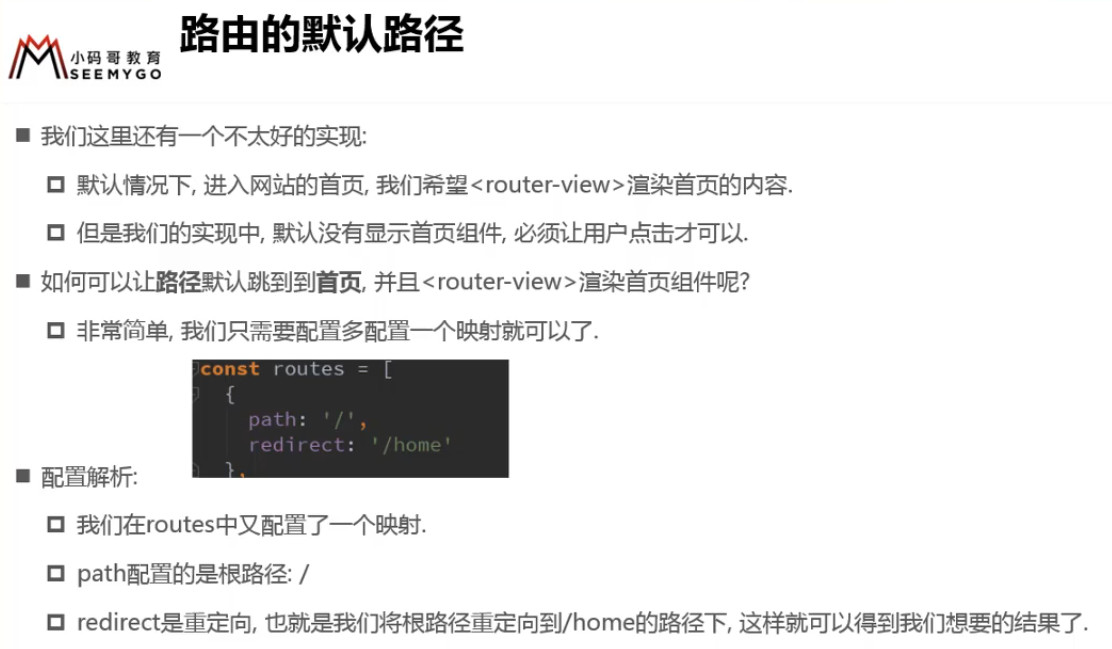 路由的默认路径
小码哥教育
SEEMYGO
我们这里还有一个不太好的实现:
默认情况下, 进入网站的首页, 我们希望<router-view>渲染首页的内容.
但是我们的实现中, 默认没有显示首页组件, 必须让用户点击才可以.
如何可以让路径默认跳到到首页, 并且<router-view>渲染首页组件呢?
非常简单, 我们只需要配置多配置一个映射就可以了.
const routes = [
{
path: '/',
redirect: '/home'
},
配置解析:
我们在routes中又配置了一个映射.
path配置的是根路径: /
redirect是重定向, 也就是我们将根路径重定向到/home的路径下, 这样就可以得到我们想要的结果了.